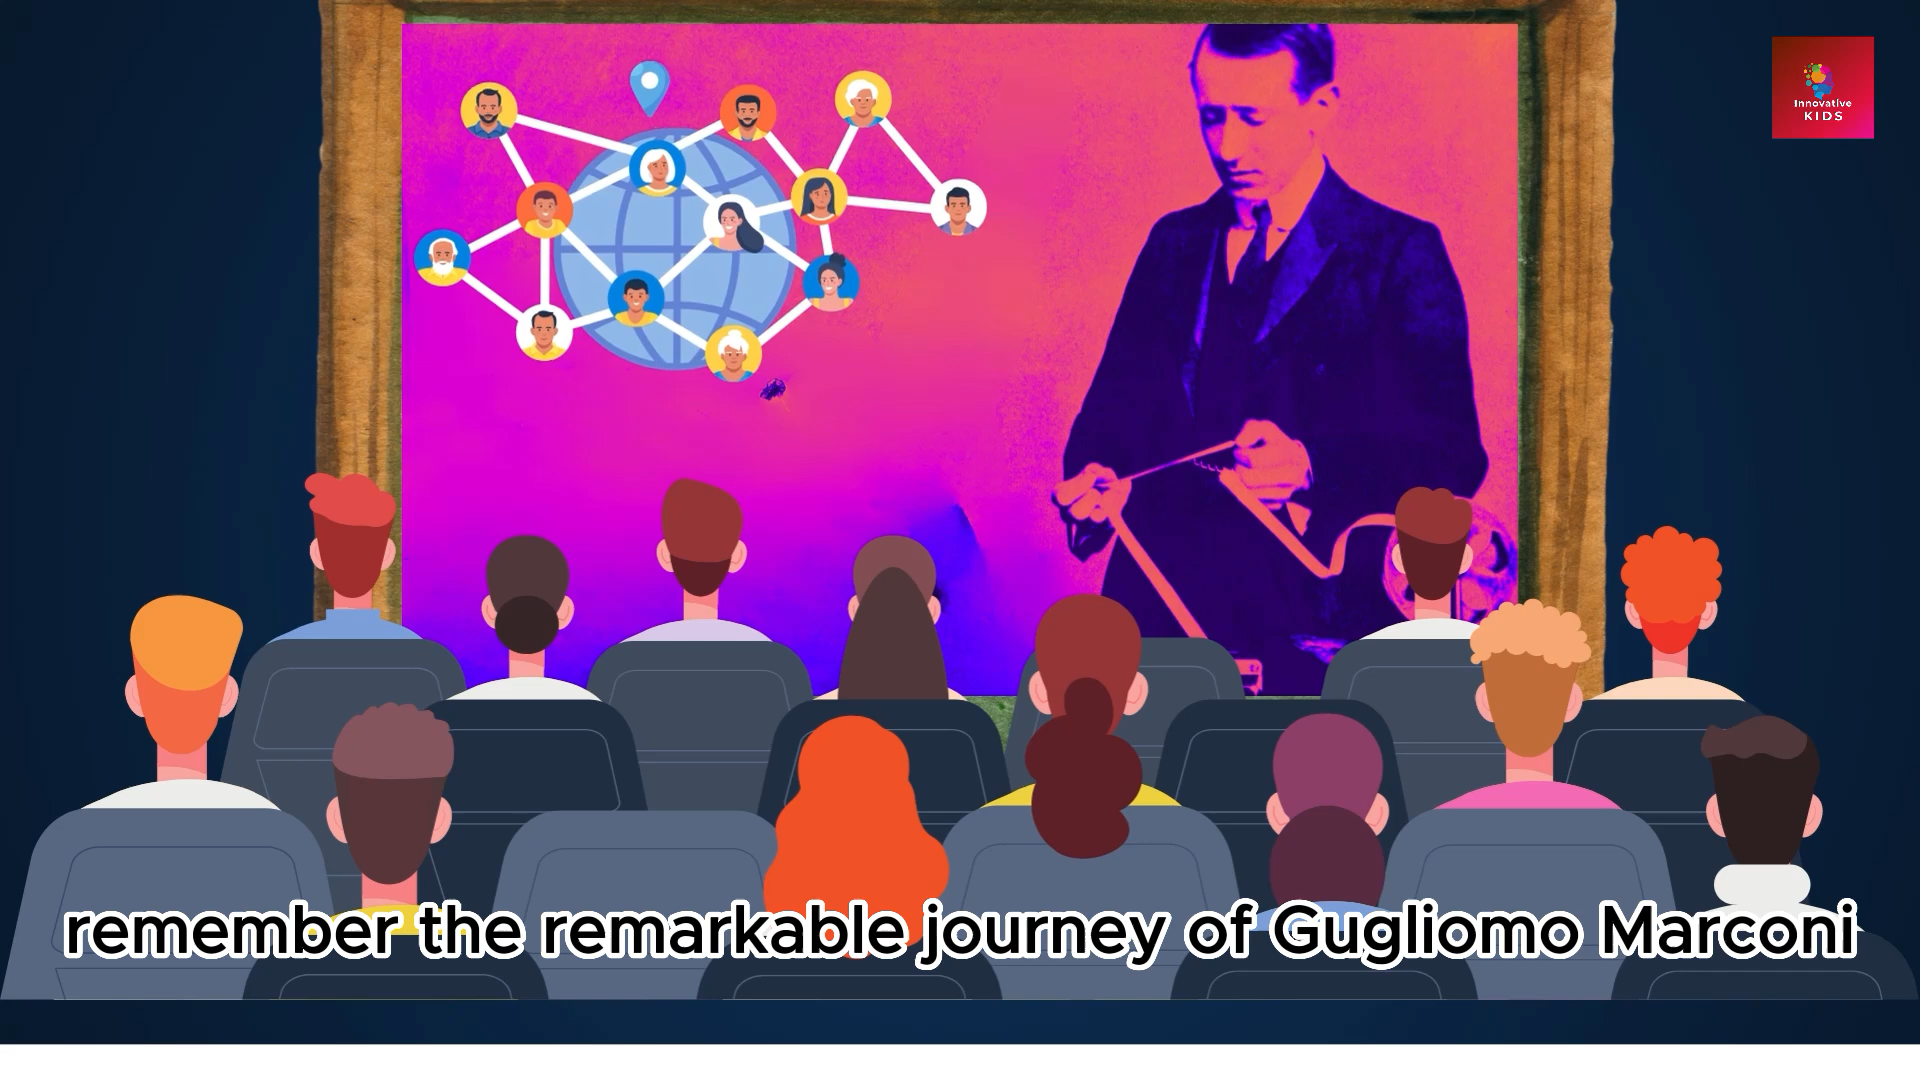 Innovative
KIDS
remember the remarkable journey of Gugliomo Marconi